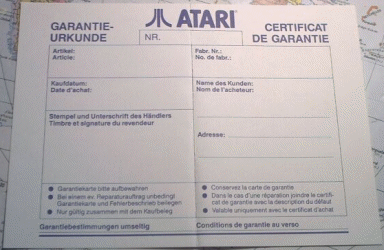 GARANTIE-
URKUNDE
ATARI®
NR.
CERTIFICAT
DE GARANTIE
Artikel:
Article:
Fabr. Nr.:
No. de fabr.:
Kaufdatum:
Date d'achat:
Name des Kunden:
Nom de l'acheteur:
Stempel und Unterschrift des Händlers
Timbre et signature du revendeur
Adresse:
Garantiekarte bitte aufbewahren
Bei einem ev. Reparaturauftrag unbedingt
Garantiekarte und Fehlerbeschrieb beilegen
Nur gültig zusammen mit dem Kaufbeleg
Conservez la carte de garantie
Dans le cas d'une réparation joindre le certifi-
cat de garantie avec la description du défaut
Valable uniquement avec le certificat d'achat
Garantiebestimmungen umseitig
Conditions de garantie au verso